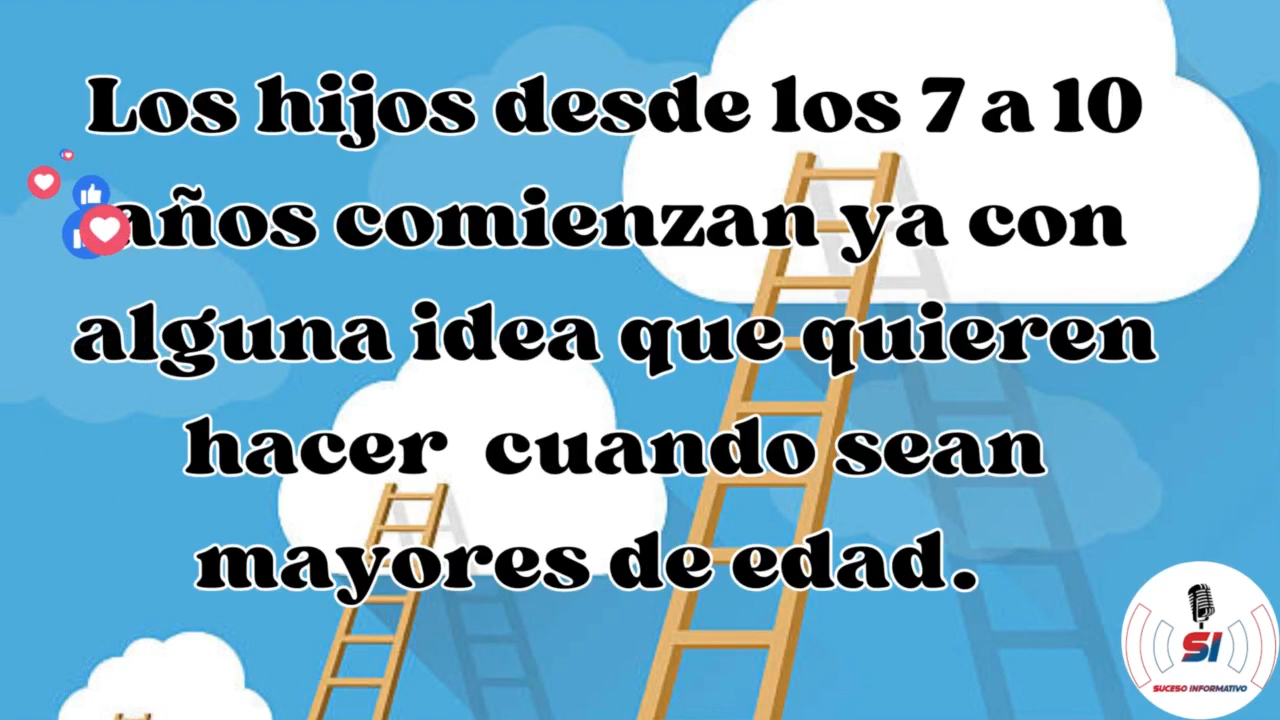 Los hijos desde los 7 a 10
años comienzan ya con
alguna idea que quieren
hacer cuando sean
mayores de edad.
SI
SUCESO INFORMATIVO